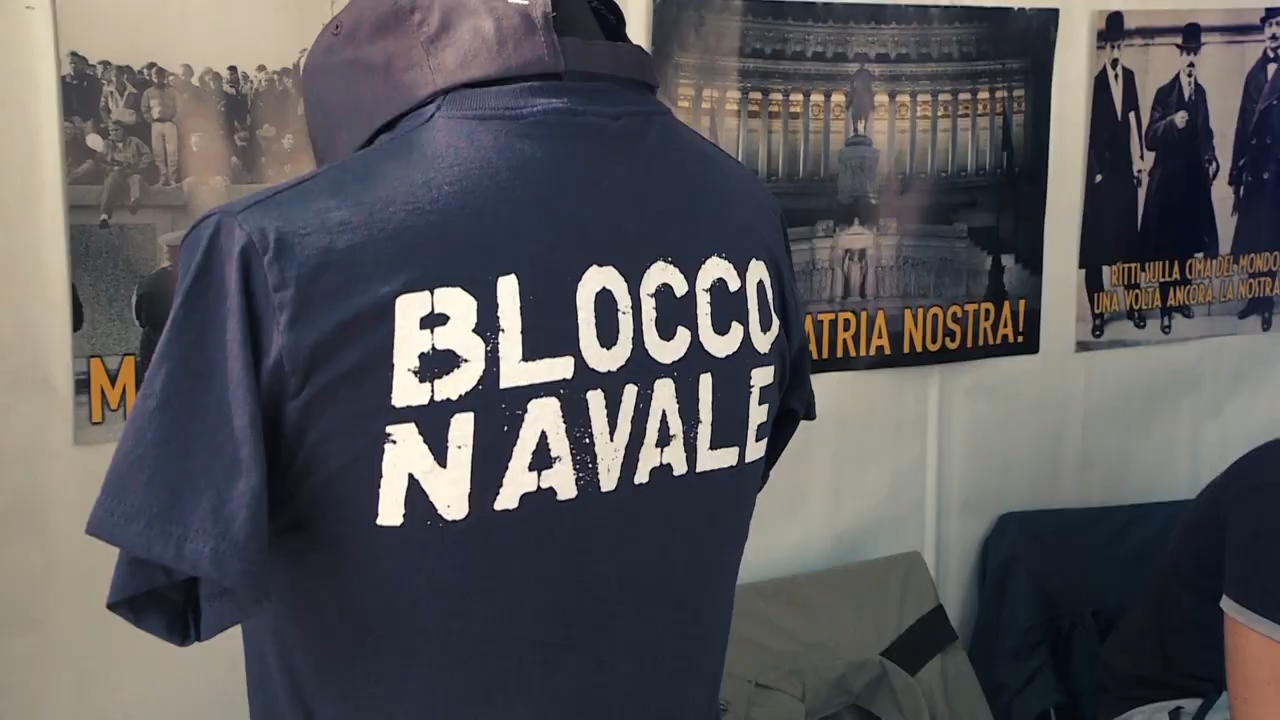 BLOCCO
NAVALE
M
ATRIA NOSTRA!
RITTI SULLA CIMA DEL MONDO
UNA VOLTA ANCORA, LA NOSTRA